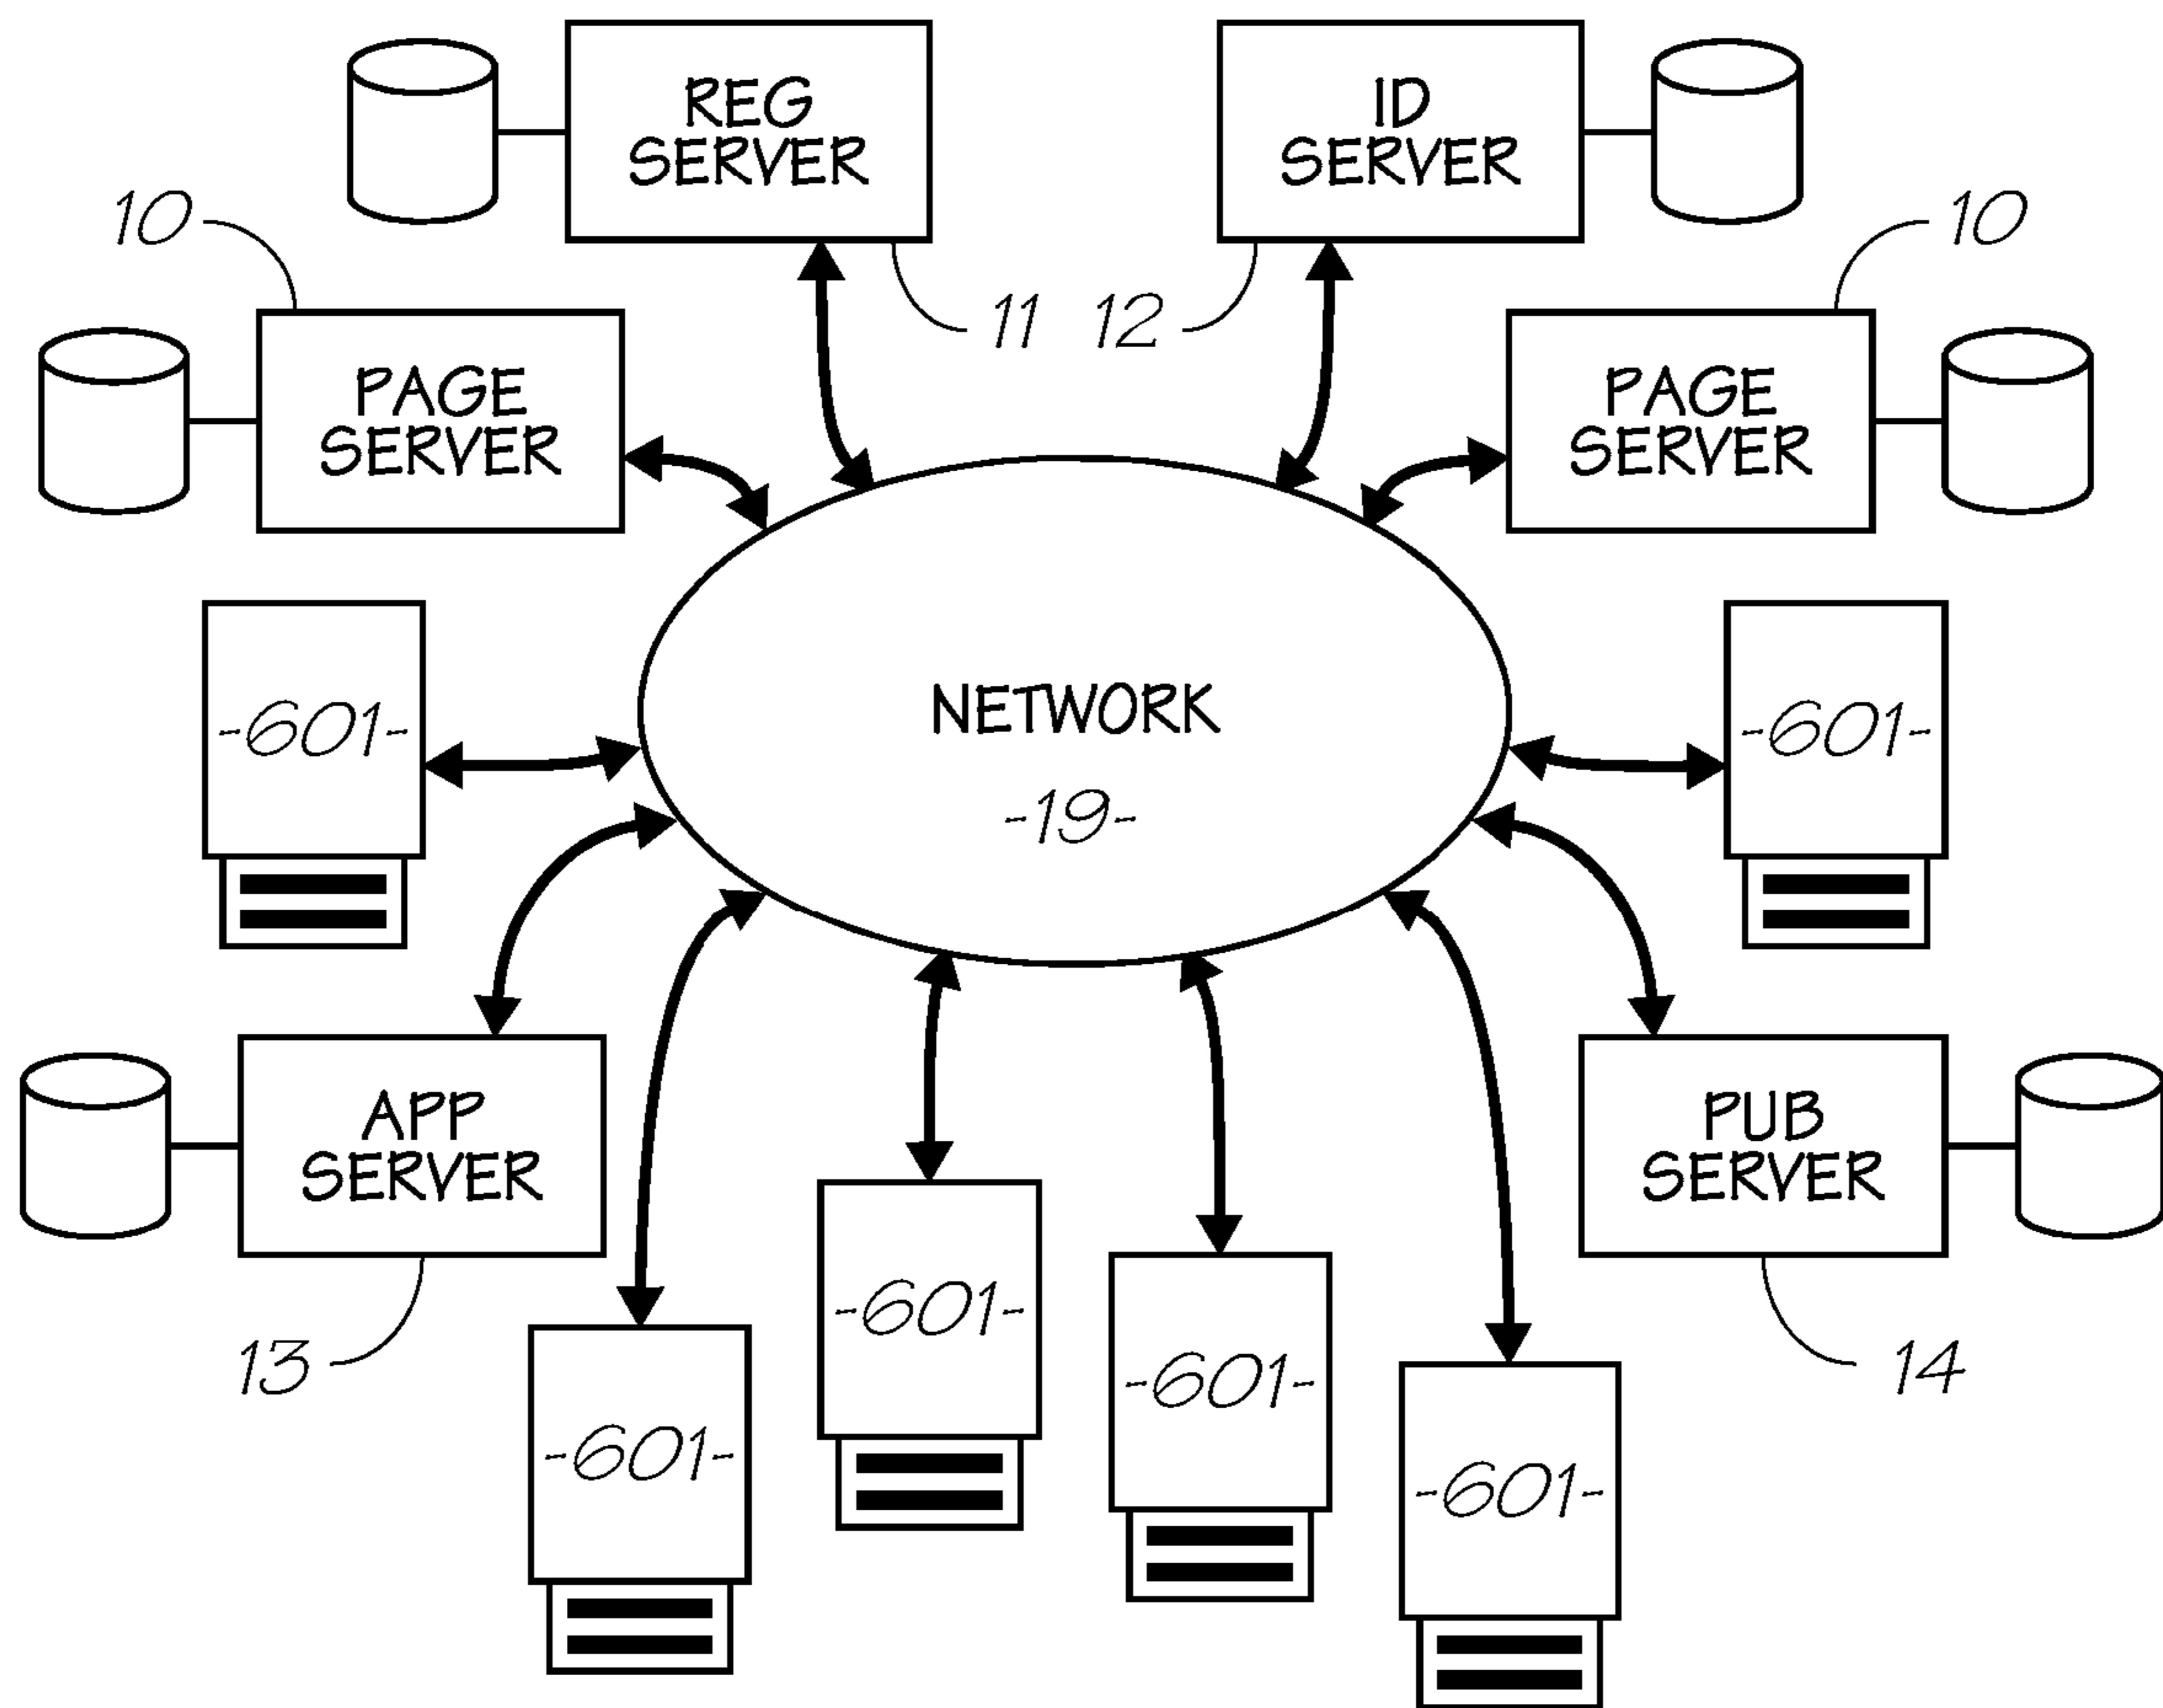 REG
SERVER
ID
SERVER
10
10
11
12
PAGE
SERVER
PAGE
SERVER
-601-
NETWORK
-19-
-601-
APP
SERVER
PUB
SERVER
13
-601-
-601-
-601-
-601-
14